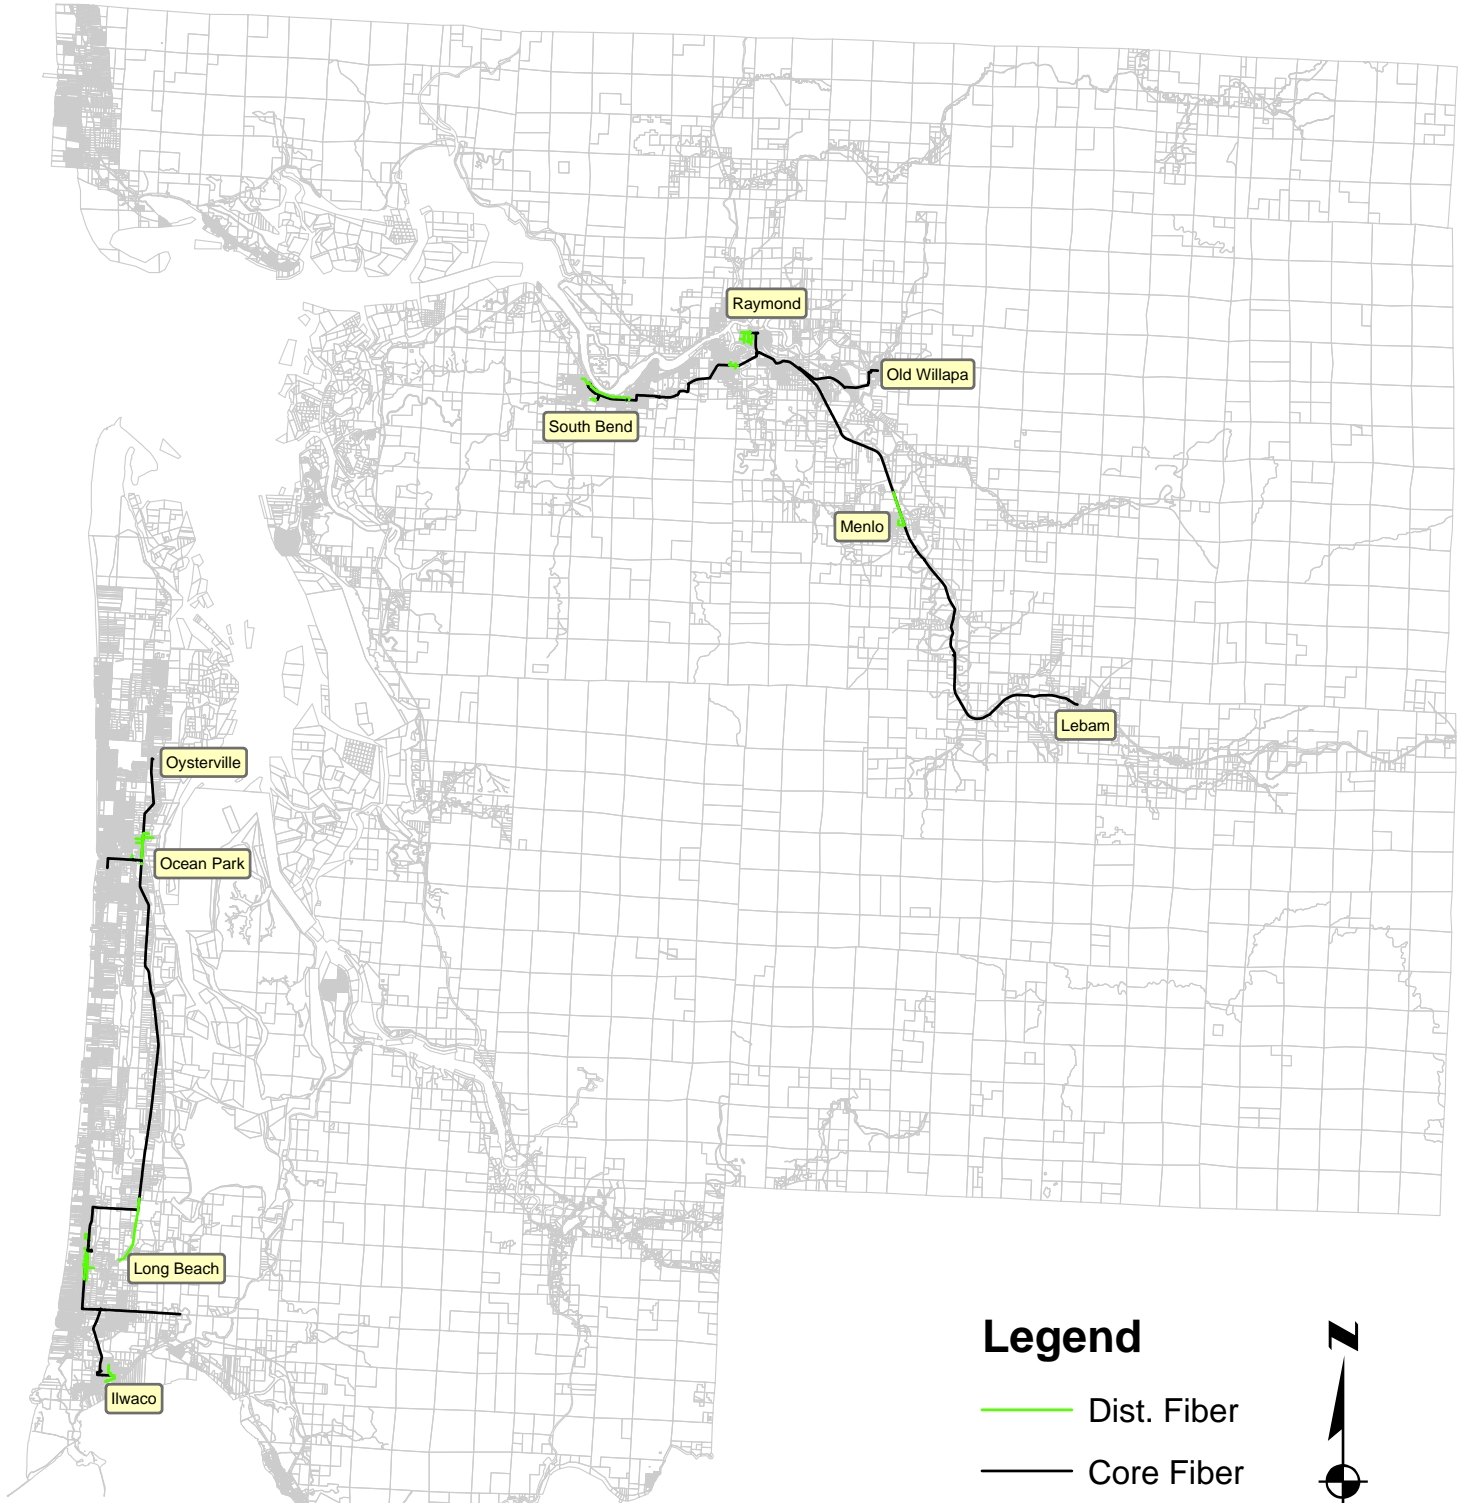 Raymond
Old Willapa
South Bend
Menlo
Lebam
Oysterville
Ocean Park
Long Beach
Ilwaco
Legend
N
Dist. Fiber
Core Fiber